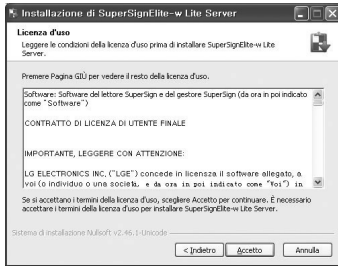 Installazione di SuperSignElite-w Lite Server
Licenza d'uso
Leggere le condizioni della licenza d'uso prima di installare SuperSignElite-w Lite
Server.
Premere Pagina GIÙ per vedere il resto della licenza d'uso.
Software: Software del lettore SuperSign e del gestore SuperSign (da ora in poi indicato
come "Software")
CONTRATTO DI LICENZA DI UTENTE FINALE
IMPORTANTE, LEGGERE CON ATTENZIONE:
LG ELECTRONICS INC, ("LGE") concede in licenza il software allegato, a
voi (o individuo o una società, e da ora in poi indicato come "Voi") in
Se si accettano i termini della licenza d'uso, scegliere Accetto per continuare. È necessario
accettare i termini della licenza d'uso per installare SuperSignElite-w Lite Server.
Sistema di installazione Nullsoft v2.46.1-Unicode
< Indietro Accetto Annulla